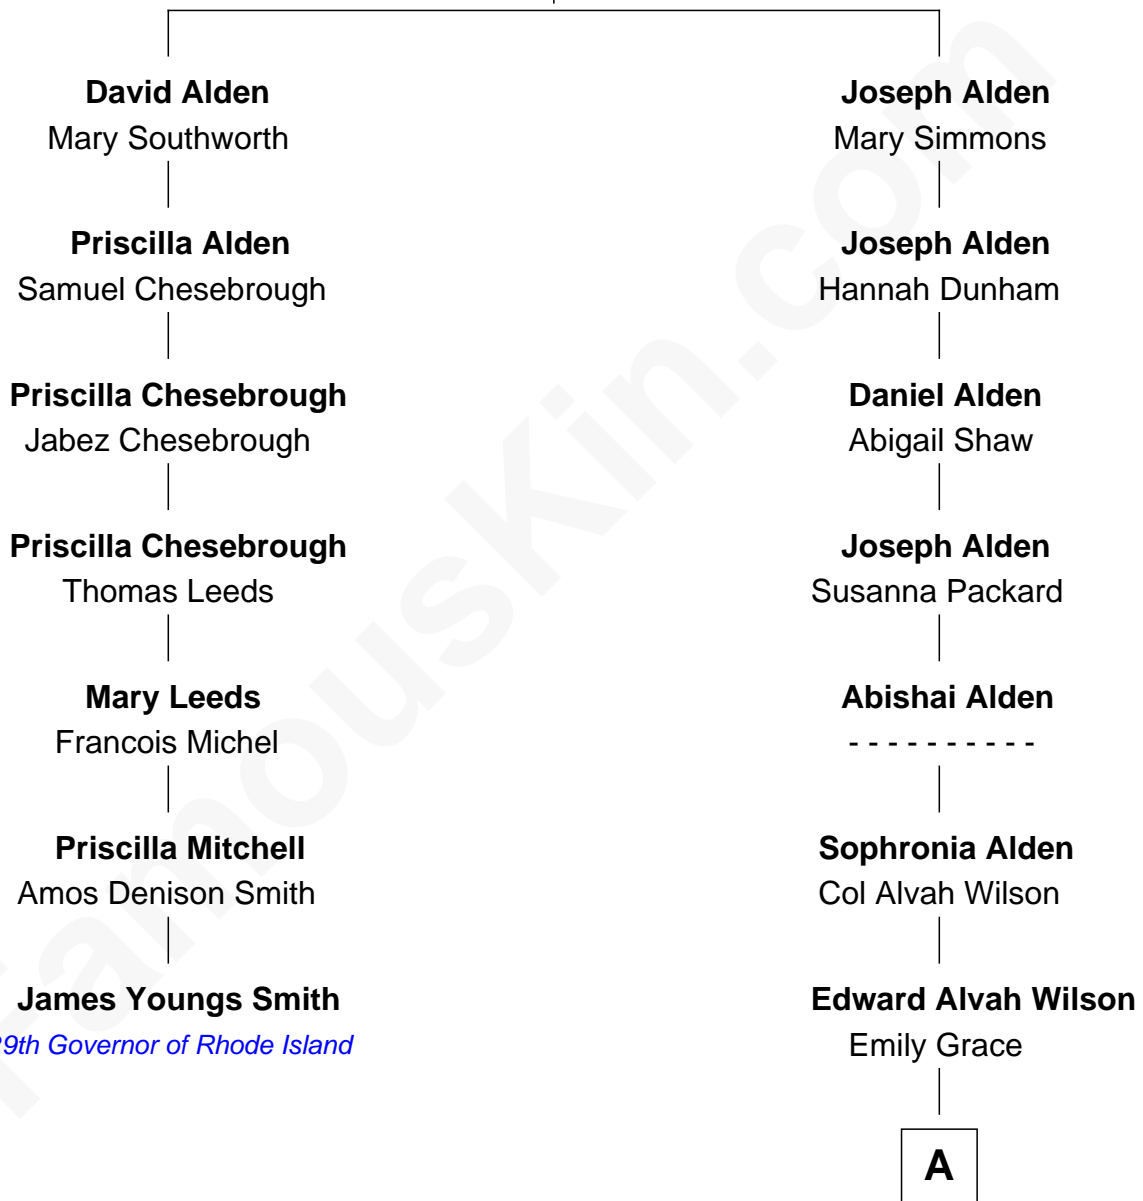 David Alden
Mary Southworth
Joseph Alden
Mary Simmons
Priscilla Alden
Samuel Chesebrough
Joseph Alden
Hannah Dunham
Priscilla Chesebrough
Jabez Chesebrough
Daniel Alden
Abigail Shaw
Priscilla Chesebrough
Thomas Leeds
Joseph Alden
Susanna Packard
Mary Leeds
Francois Michel
Abishai Alden
- - - - - - - - - -
Priscilla Mitchell
Amos Denison Smith
Sophronia Alden
Col Alvah Wilson
James Youngs Smith
9th Governor of Rhode Island
Edward Alvah Wilson
Emily Grace
A
FamousKin.com